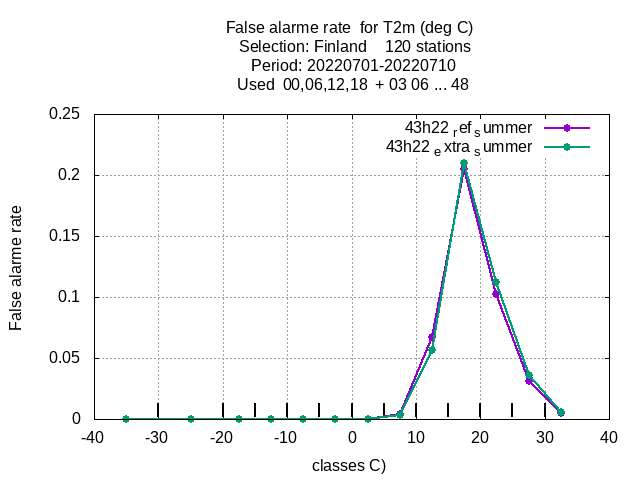 False alarme rate  for T2m (deg C)
Selection: Finland    120 stations
Period: 20220701-20220710
Used  00,06,12,18  + 03 06 ... 48
0.25
43h22 ref summer
43h22 extra summer
0.2
0.15
0.1
0.05
0
False alarme rate
-40 -30 -20 -10 0 10 20 30 40
classes C)